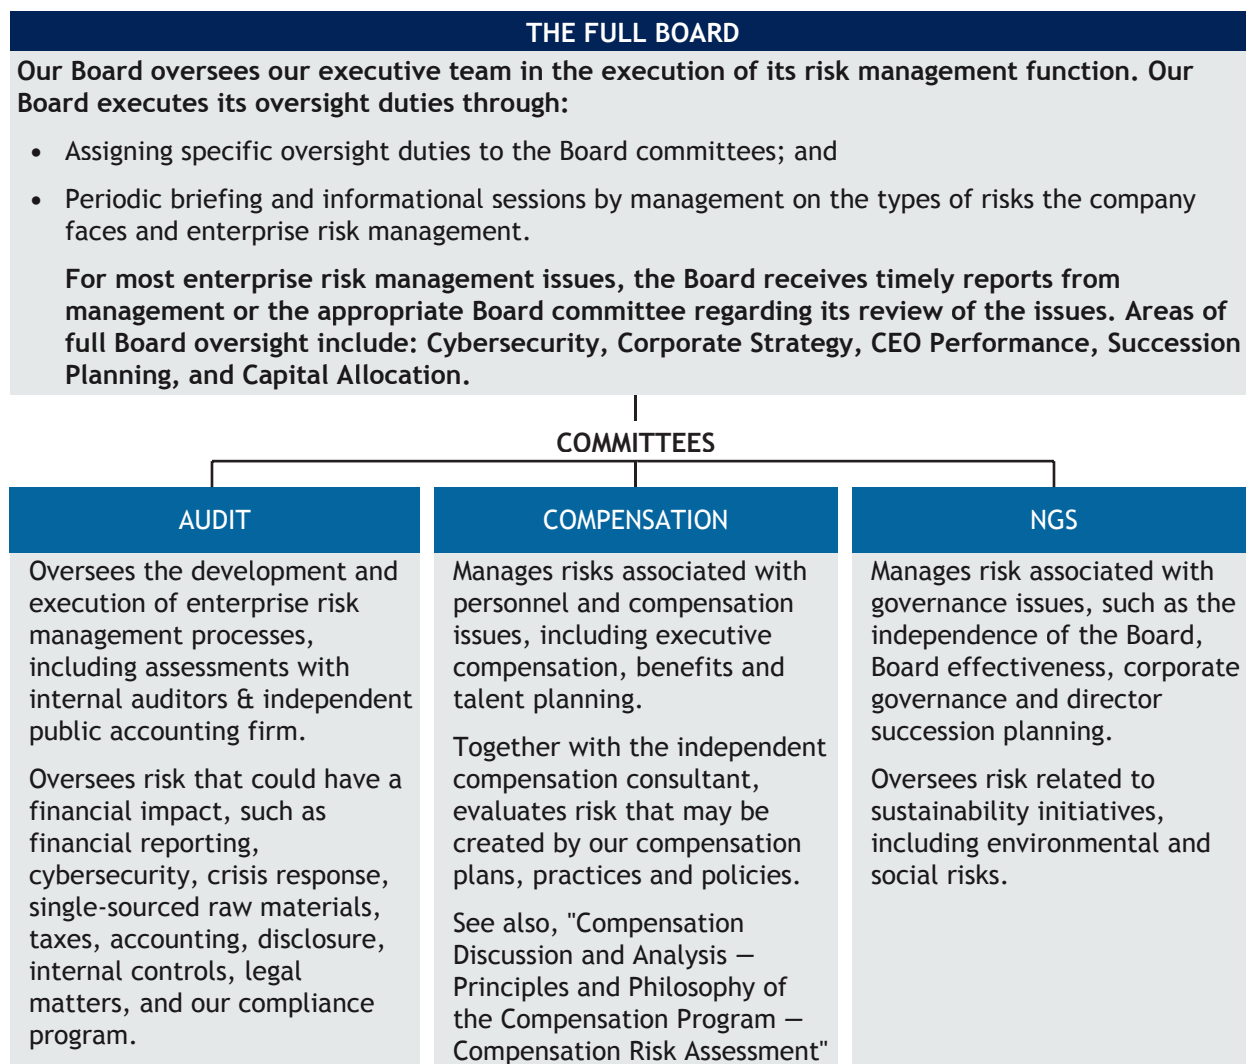 THE FULL BOARD
Our Board oversees our executive team in the execution of its risk management function. Our
Board executes its oversight duties through:
• Assigning specific oversight duties to the Board committees; and
• Periodic briefing and informational sessions by management on the types of risks the company
faces and enterprise risk management.
For most enterprise risk management issues, the Board receives timely reports from
management or the appropriate Board committee regarding its review of the issues. Areas of
full Board oversight include: Cybersecurity, Corporate Strategy, CEO Performance, Succession
Planning, and Capital Allocation.
COMMITTEES
AUDIT
Oversees the development and
execution of enterprise risk
management processes,
including assessments with
internal auditors & independent
public accounting firm.
Oversees risk that could have a
financial impact, such as
financial reporting,
cybersecurity, crisis response,
single-sourced raw materials,
taxes, accounting, disclosure,
internal controls, legal
matters, and our compliance
program.
COMPENSATION
Manages risks associated with
personnel and compensation
issues, including executive
compensation, benefits and
talent planning.
Together with the independent
compensation consultant,
evaluates risk that may be
created by our compensation
plans, practices and policies.
See also, "Compensation
Discussion and Analysis —
Principles and Philosophy of
the Compensation Program —
Compensation Risk Assessment"
NGS
Manages risk associated with
governance issues, such as the
independence of the Board,
Board effectiveness, corporate
governance and director
succession planning.
Oversees risk related to
sustainability initiatives,
including environmental and
social risks.